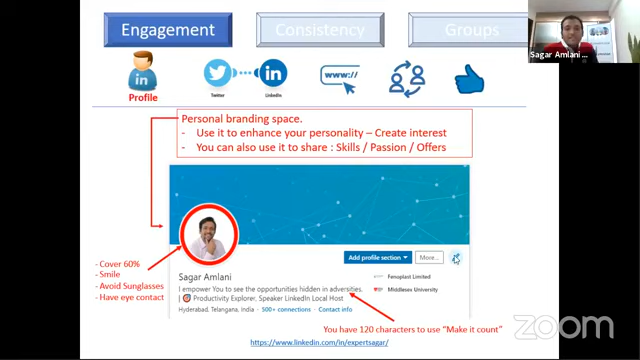 Engagement
Consistency
Groups
Sagar Amlani ...
Profile
Twitter
LinkedIn
in
www://
Personal branding space.
- Use it to enhance your personality – Create interest
- You can also use it to share : Skills / Passion / Offers
- Cover 60%
- Smile
- Avoid Sunglasses
- Have eye contact
Add profile section
More...
Sagar Amlani
Fenoplast Limited
I empower You to see the opportunities hidden in adversities.
Middlesex University
| Productivity Explorer, Speaker LinkedIn Local Host
Hyderabad, Telangana, India · 500+ connections · Contact info
You have 120 characters to use “Make it count”
https://www.linkedin.com/in/expertsagar/
zoom